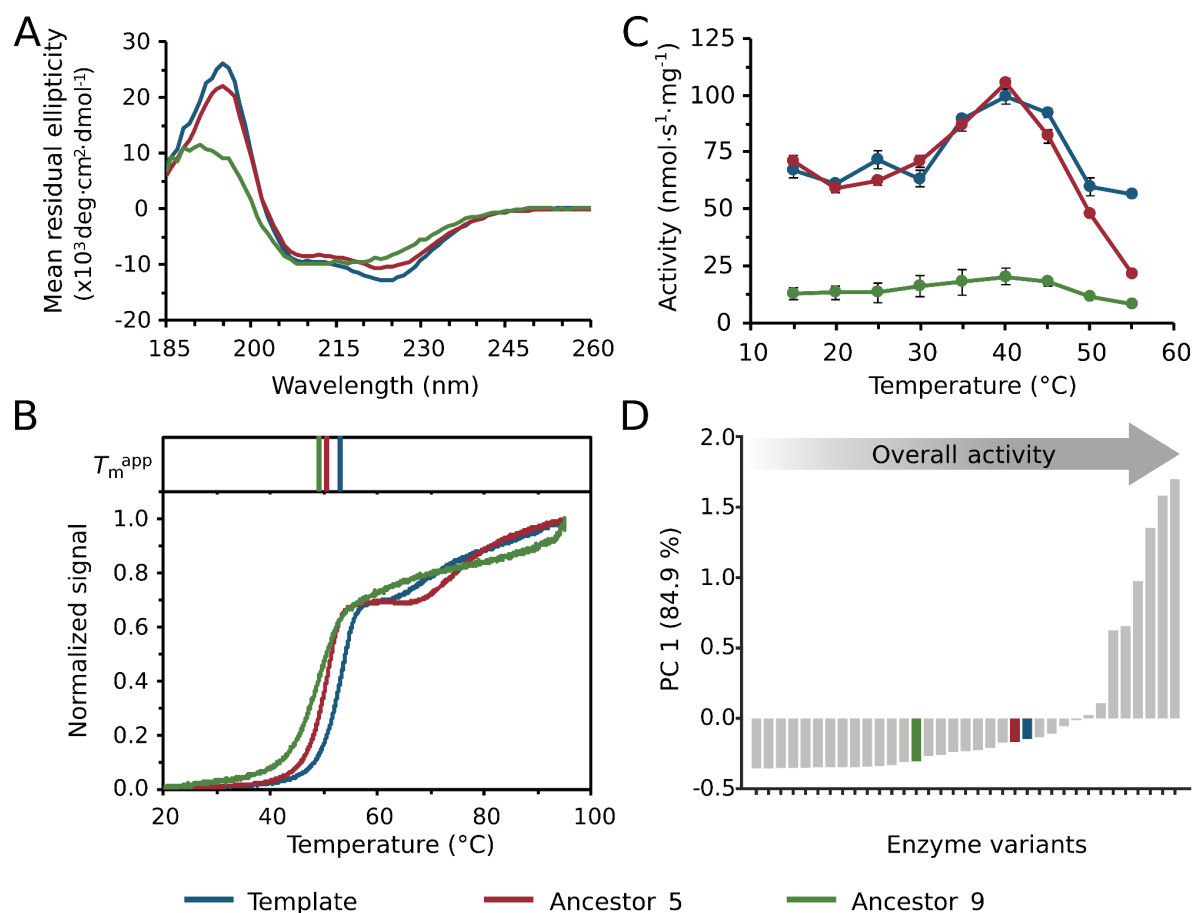 A
Mean residual ellipticity
(x10³ deg·cm²· dmol⁻¹)
30
20
10
0
-10
-20
185
200
215
230
245
260
Wavelength (nm)
C
Activity (nmol·s¹·mg⁻¹)
125
100
75
50
25
0
10
20
30
40
50
60
Temperature (°C)
B
Tₘᵃᵖᵖ
Normalized signal
1.0
0.8
0.6
0.4
0.2
0.0
20
40
60
80
100
Temperature (°C)
D
Overall activity
PC 1 (84.9 %)
2.0
1.5
1.0
0.5
0.0
-0.5
Enzyme variants
Template
Ancestor 5
Ancestor 9